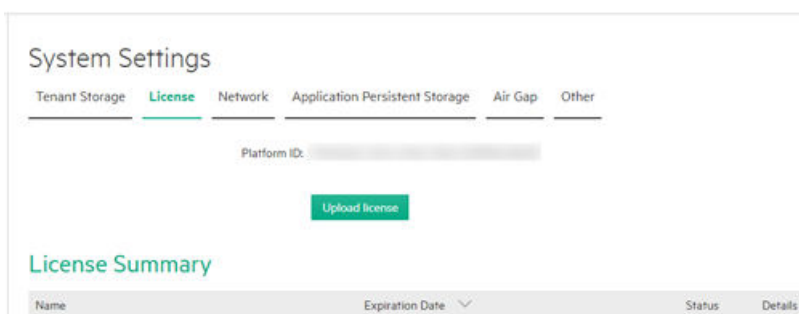 System Settings
Tenant Storage License Network Application Persistent Storage Air Gap Other
Platform ID:
Upload license
License Summary
Name Expiration Date Status Details